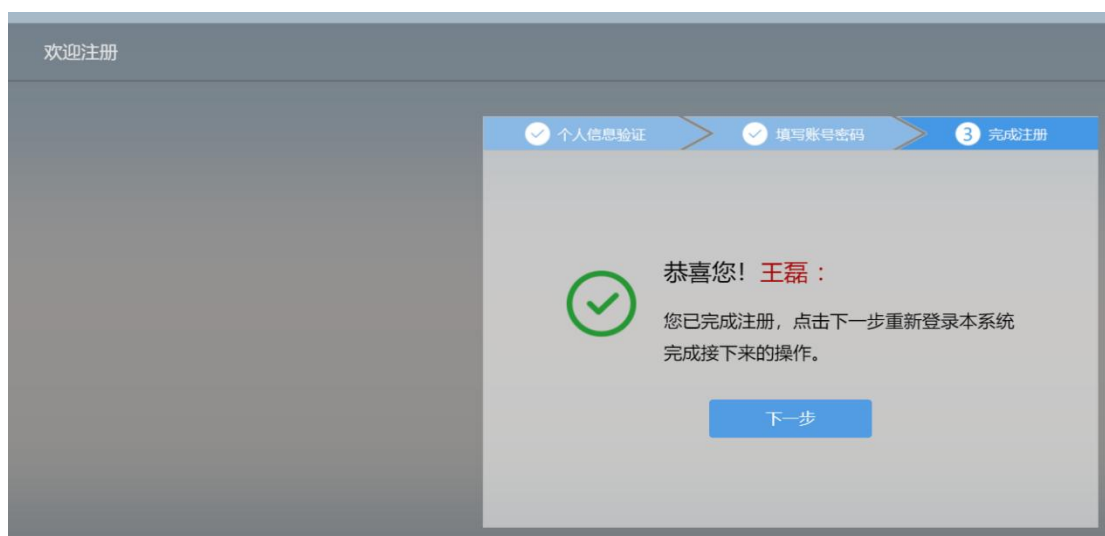 欢迎注册
个人信息验证
填写账号密码
3 完成注册
恭喜您！王磊：
您已完成注册，点击下一步重新登录本系统
完成接下来的操作。
下一步